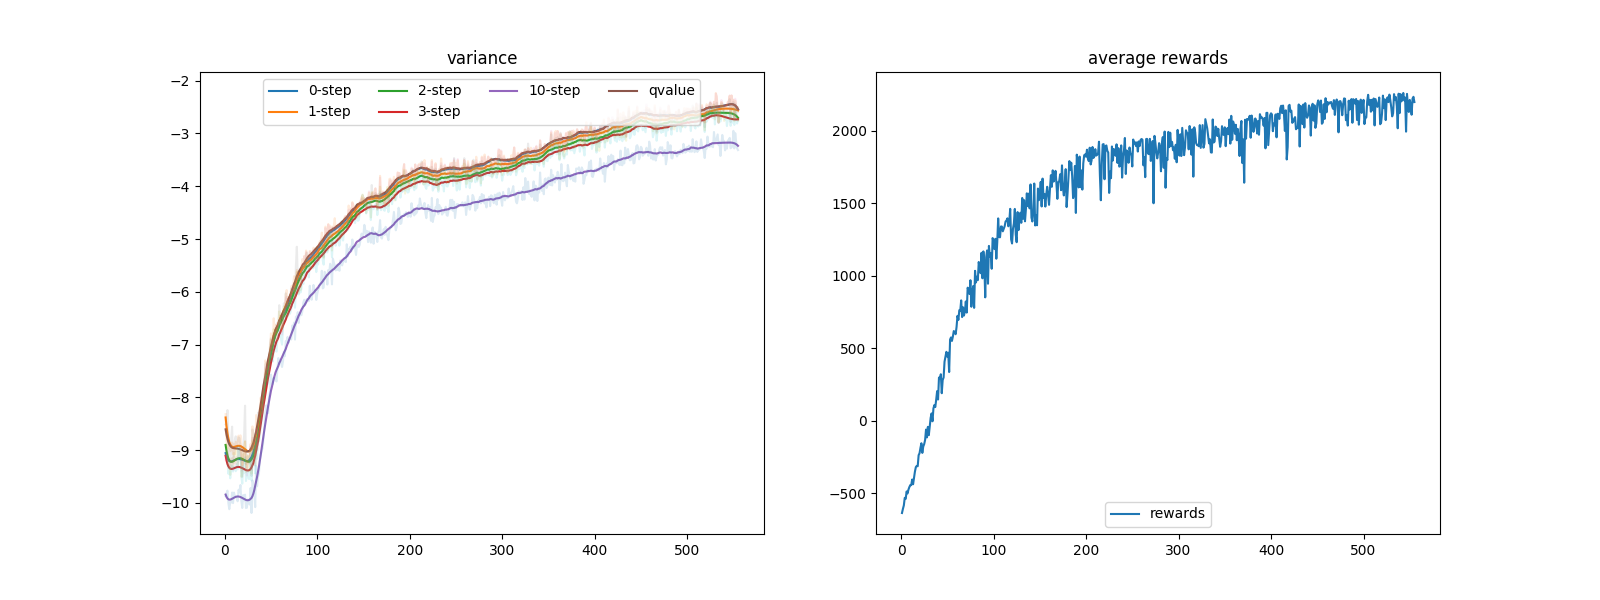 variance
0-step 2-step 10-step qvalue
1-step 3-step
−2
−3
−4
−5
−6
−7
−8
−9
−10
0 100 200 300 400 500
average rewards
2000
1500
1000
500
0
−500
rewards
0 100 200 300 400 500